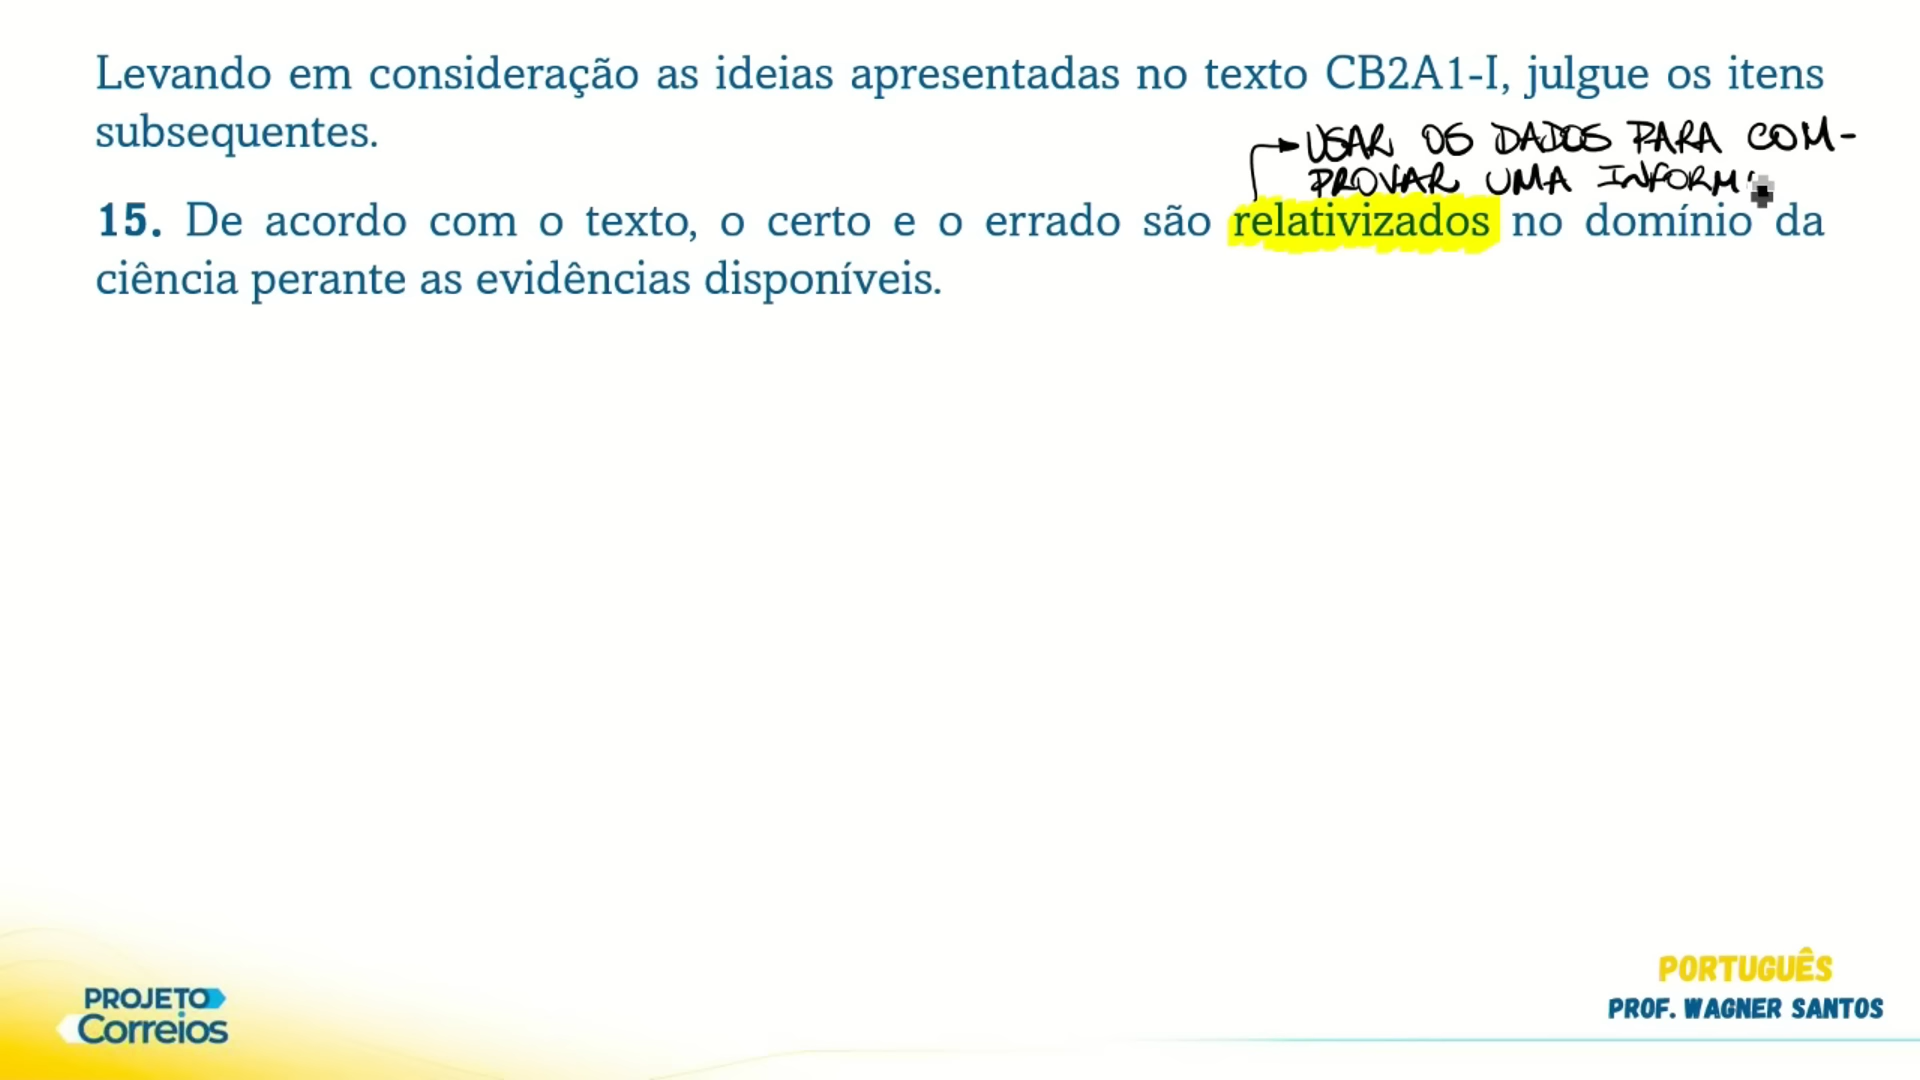 Levando em consideração as ideias apresentadas no texto CB2A1-I, julgue os itens
subsequentes.
USAR OS DADOS PARA COM-
PROVAR UMA INFORM
15. De acordo com o texto, o certo e o errado são relativizados no domínio da
ciência perante as evidências disponíveis.
PORTUGUÊS
PROF. WAGNER SANTOS
PROJETO
Correios